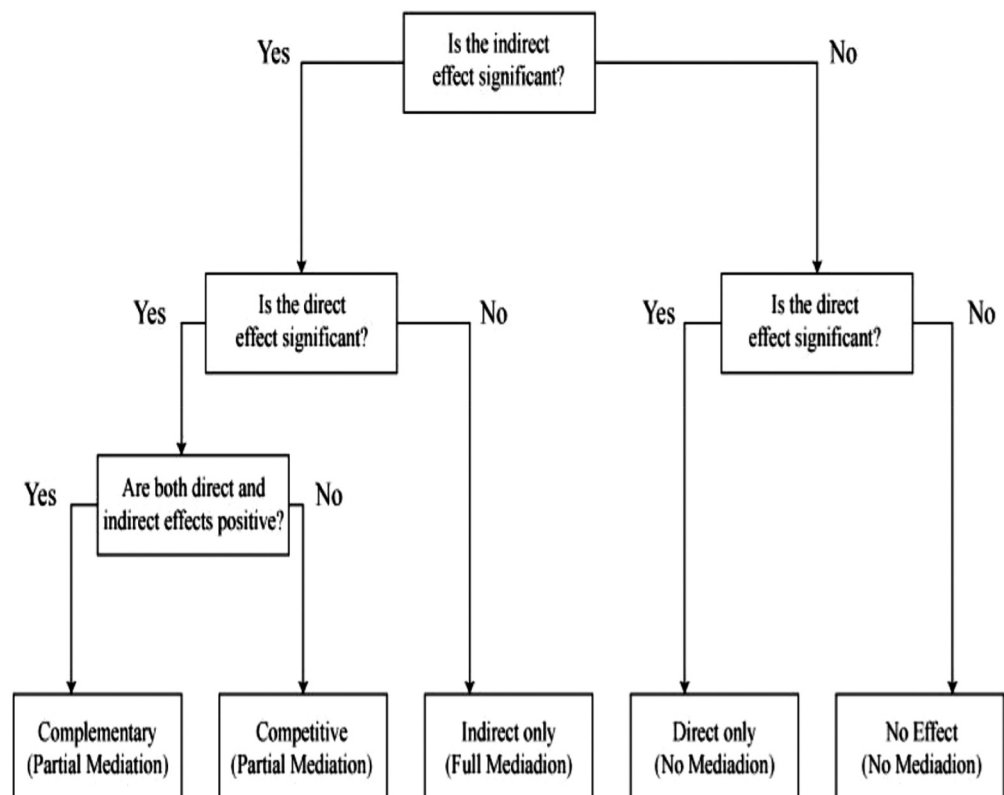 Is the indirect
effect significant?
Yes
No
Is the direct
effect significant?
Yes
No
Is the direct
effect significant?
Yes
No
Are both direct and
indirect effects positive?
Yes
No
Complementary
(Partial Mediation)
Competitive
(Partial Mediation)
Indirect only
(Full Mediadion)
Direct only
(No Mediadion)
No Effect
(No Mediadion)